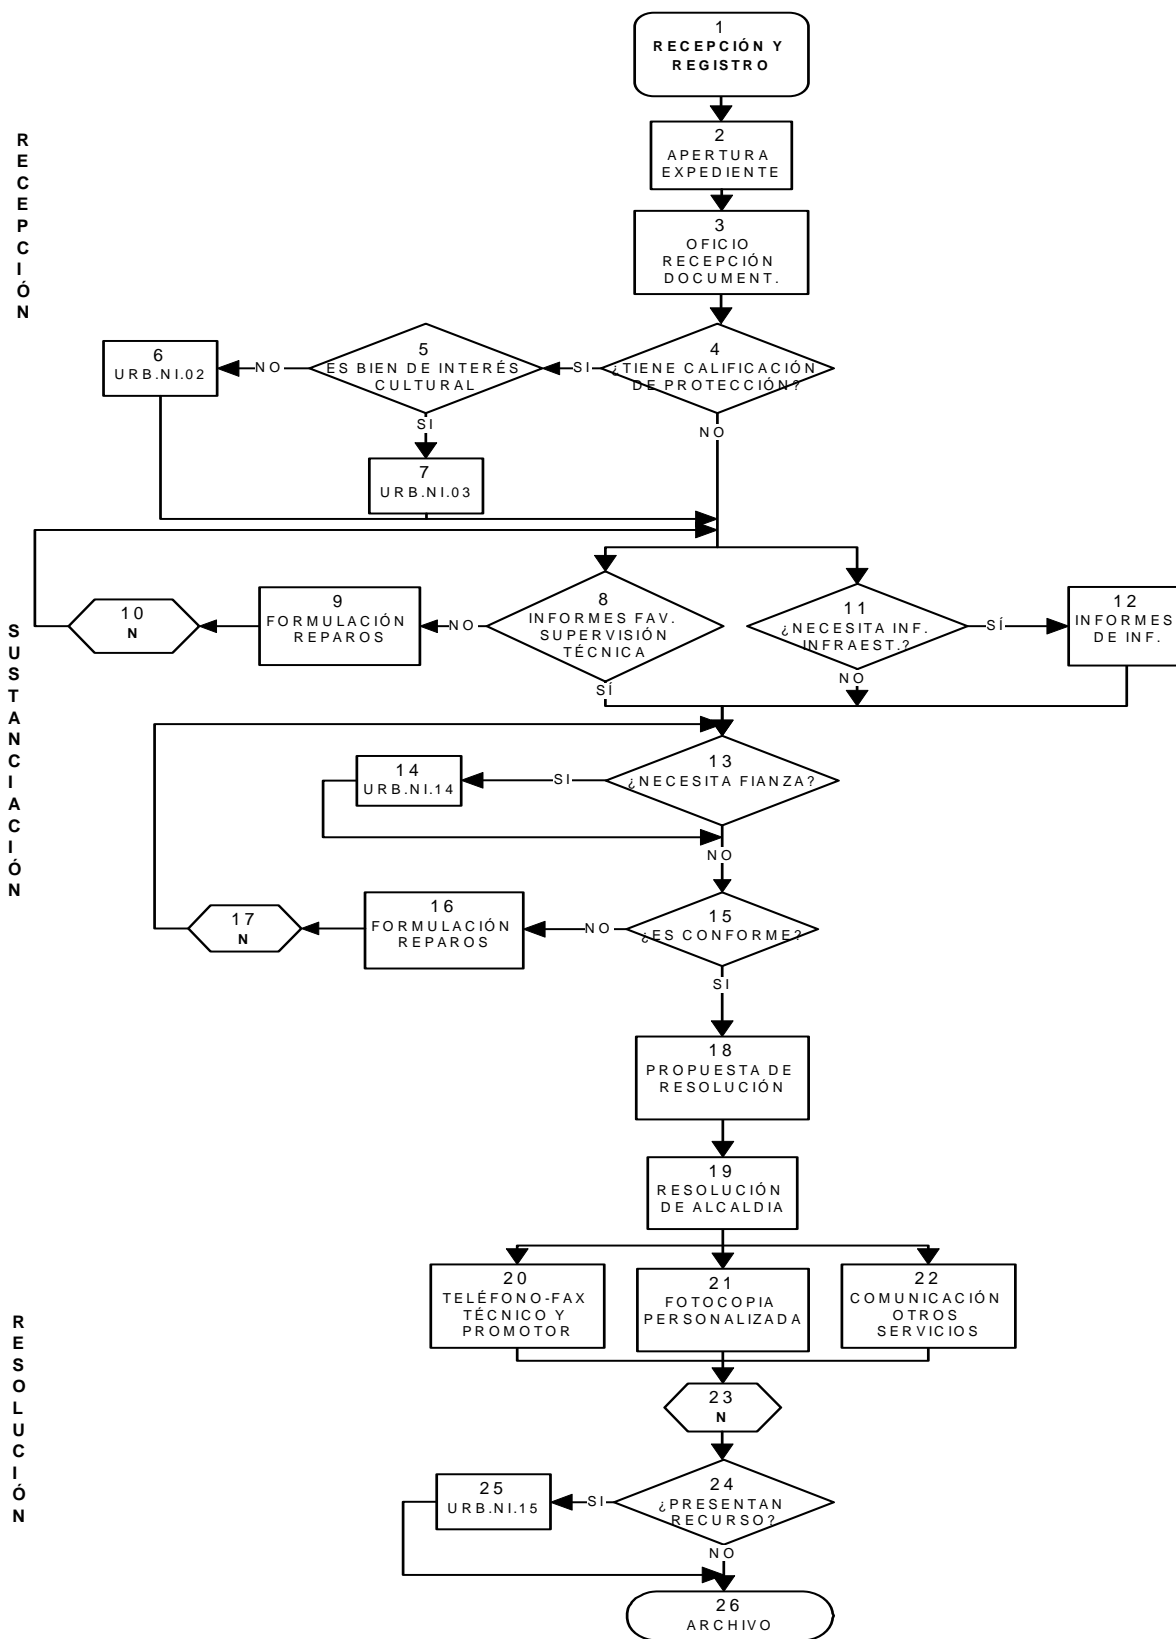 1
RECEPCIÓN Y
REGISTRO
RECEPCIÓN
2
APERTURA
EXPEDIENTE
3
OFICIO
RECEPCIÓN
DOCUMENT.
4
¿TIENE CALIFICACIÓN
DE PROTECCIÓN?
SI
5
ES BIEN DE INTERÉS
CULTURAL
NO
6
URB.NI.02
SI
NO
7
URB.NI.03
8
INFORMES FAV.
SUPERVISIÓN
TÉCNICA
NO
9
FORMULACIÓN
REPAROS
10
N
11
¿NECESITA INF.
INFRAEST.?
SÍ
12
INFORMES
DE INF.
SUSTANCIACIÓN
SÍ
NO
13
¿NECESITA FIANZA?
SI
14
URB.NI.14
NO
15
¿ES CONFORME?
NO
16
FORMULACIÓN
REPAROS
17
N
SI
18
PROPUESTA DE
RESOLUCIÓN
19
RESOLUCIÓN
DE ALCALDIA
20
TELÉFONO-FAX
TÉCNICO Y
PROMOTOR
21
FOTOCOPIA
PERSONALIZADA
22
COMUNICACIÓN
OTROS
SERVICIOS
RESOLUCIÓN
23
N
24
¿PRESENTAN
RECURSO?
SI
25
URB.NI.15
NO
26
ARCHIVO